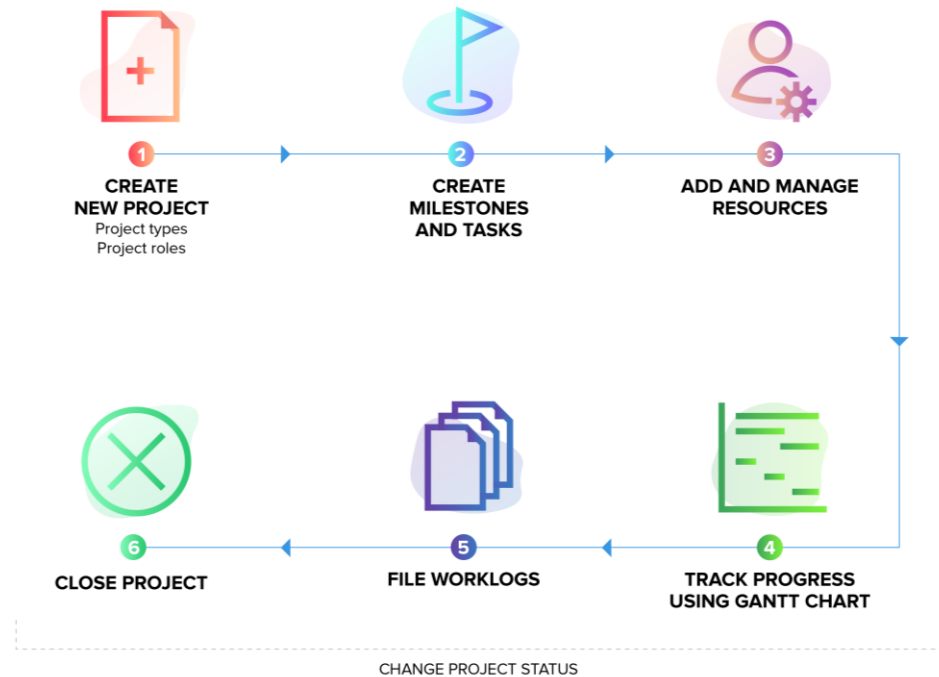 1
CREATE
NEW PROJECT
Project types
Project roles
2
CREATE
MILESTONES
AND TASKS
3
ADD AND MANAGE
RESOURCES
4
TRACK PROGRESS
USING GANTT CHART
5
FILE WORKLOGS
6
CLOSE PROJECT
CHANGE PROJECT STATUS